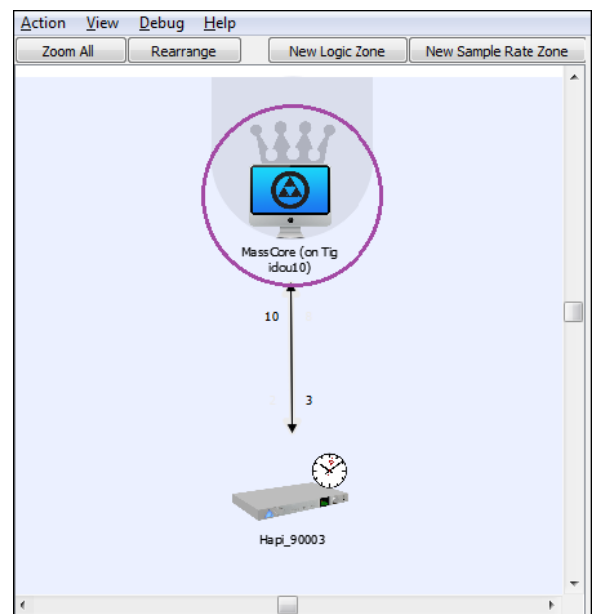 Action View Debug Help
Zoom All Rearrange New Logic Zone New Sample Rate Zone
MassCore (on Tig
idou10)
10
3
Hapi_90003